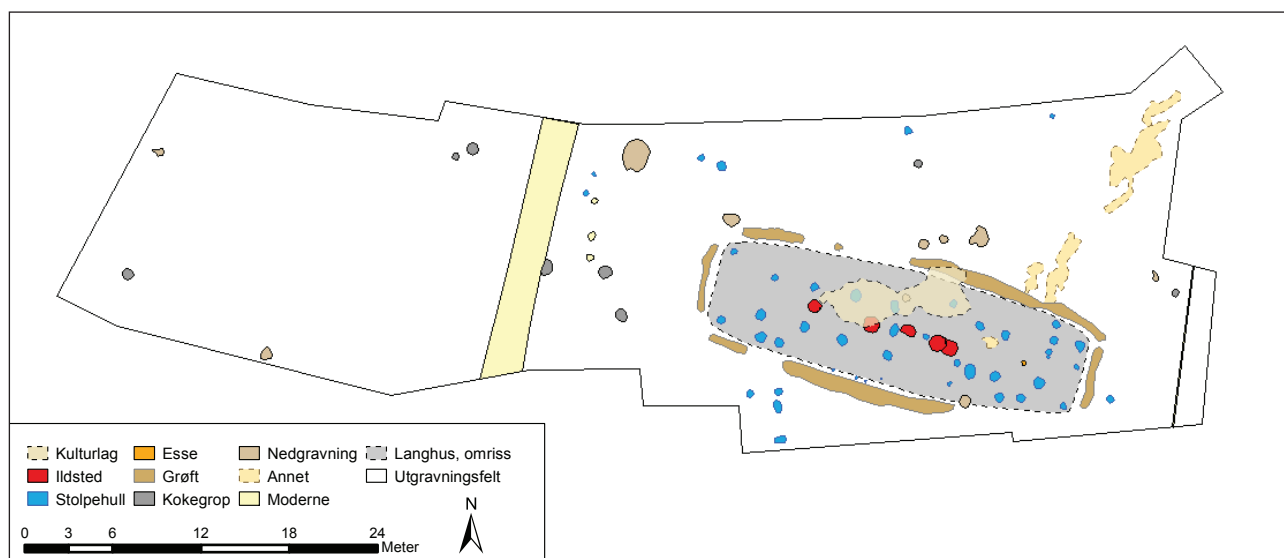 Kulturlag Esse Nedgravning Langhus, omriss
Ildsted Grøft Annet Utgravningsfelt
Stolpehull Kokegrop Moderne
N
0 3 6 12 18 24
Meter